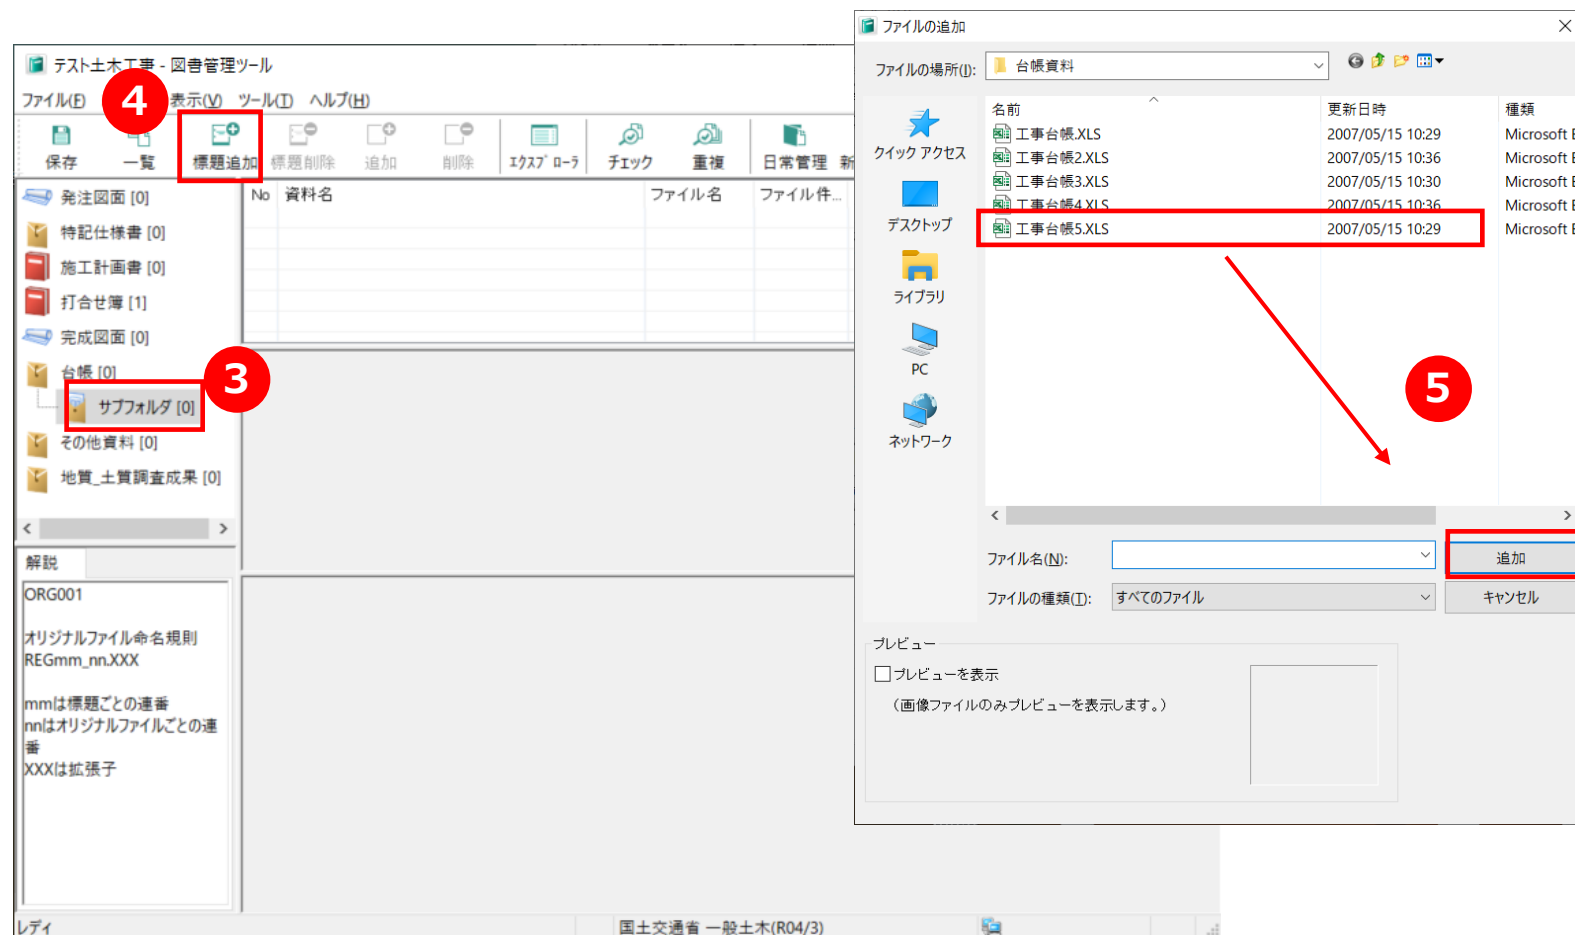 テスト土木工事 - 図書管理ツール
ファイル(F) 表示(V) ツール(T) ヘルプ(H)
4
保存 一覧 標題追加 標題削除 追加 削除 エクスプローラ チェック 重複 日常管理 新
発注図面 [0]
特記仕様書 [0]
施工計画書 [0]
打合せ簿 [1]
完成図面 [0]
台帳 [0]
サブフォルダ [0]
3
その他資料 [0]
地質_土質調査成果 [0]
No 資料名 ファイル名 ファイル件...
解説
ORG001
オリジナルファイル命名規則
REGmm_nn.XXX
mmは標題ごとの連番
nnはオリジナルファイルごとの連
番
XXXは拡張子
レディ 国土交通省 一般土木(R04/3)
ファイルの追加
ファイルの場所(I): 台帳資料
クイック アクセス
デスクトップ
ライブラリ
PC
ネットワーク
名前 更新日時 種類
工事台帳.XLS 2007/05/15 10:29 Microsoft E
工事台帳2.XLS 2007/05/15 10:36 Microsoft E
工事台帳3.XLS 2007/05/15 10:30 Microsoft E
工事台帳4.XLS 2007/05/15 10:36 Microsoft E
工事台帳5.XLS 2007/05/15 10:29 Microsoft E
5
ファイル名(N): 追加
ファイルの種類(T): すべてのファイル キャンセル
プレビュー
プレビューを表示
（画像ファイルのみプレビューを表示します。）